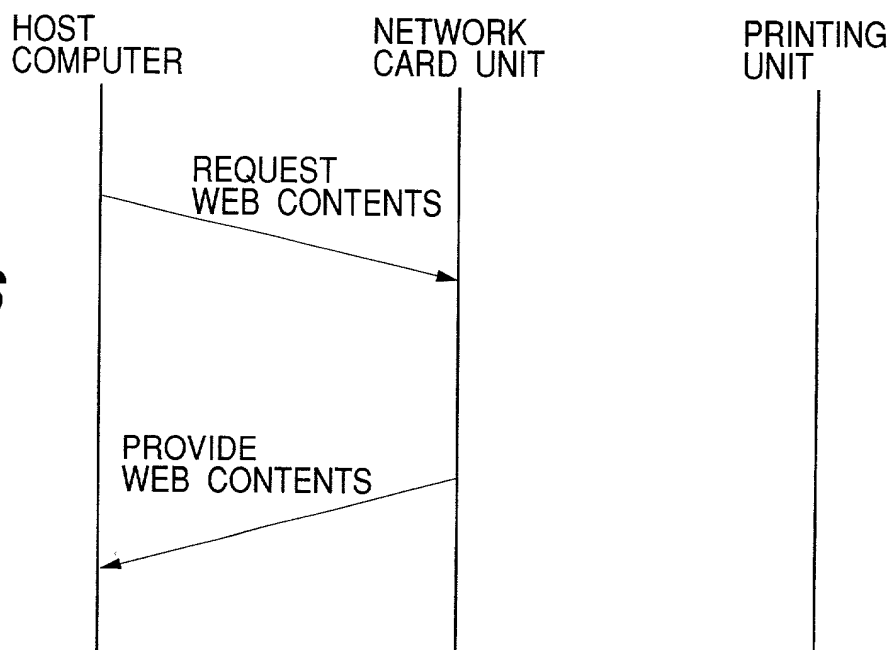 HOST
COMPUTER
NETWORK
CARD UNIT
PRINTING
UNIT
REQUEST
WEB CONTENTS
PROVIDE
WEB CONTENTS